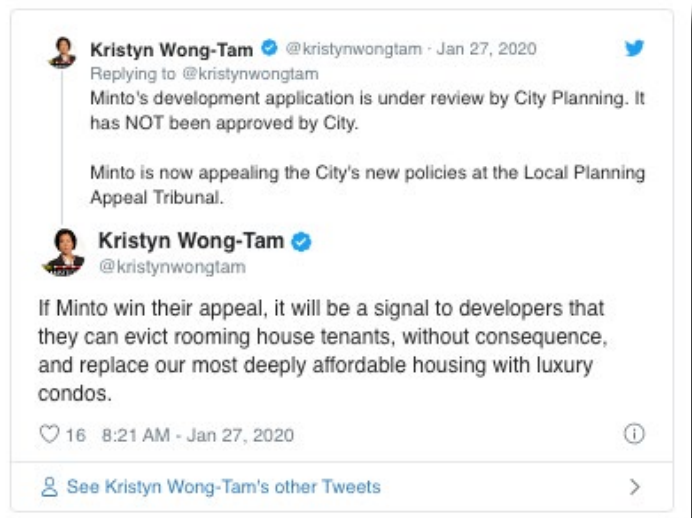 Kristyn Wong-Tam @kristynwongtam · Jan 27, 2020
Replying to @kristynwongtam
Minto's development application is under review by City Planning. It
has NOT been approved by City.
Minto is now appealing the City's new policies at the Local Planning
Appeal Tribunal.
Kristyn Wong-Tam
@kristynwongtam
If Minto win their appeal, it will be a signal to developers that
they can evict rooming house tenants, without consequence,
and replace our most deeply affordable housing with luxury
condos.
16 8:21 AM - Jan 27, 2020
See Kristyn Wong-Tam's other Tweets